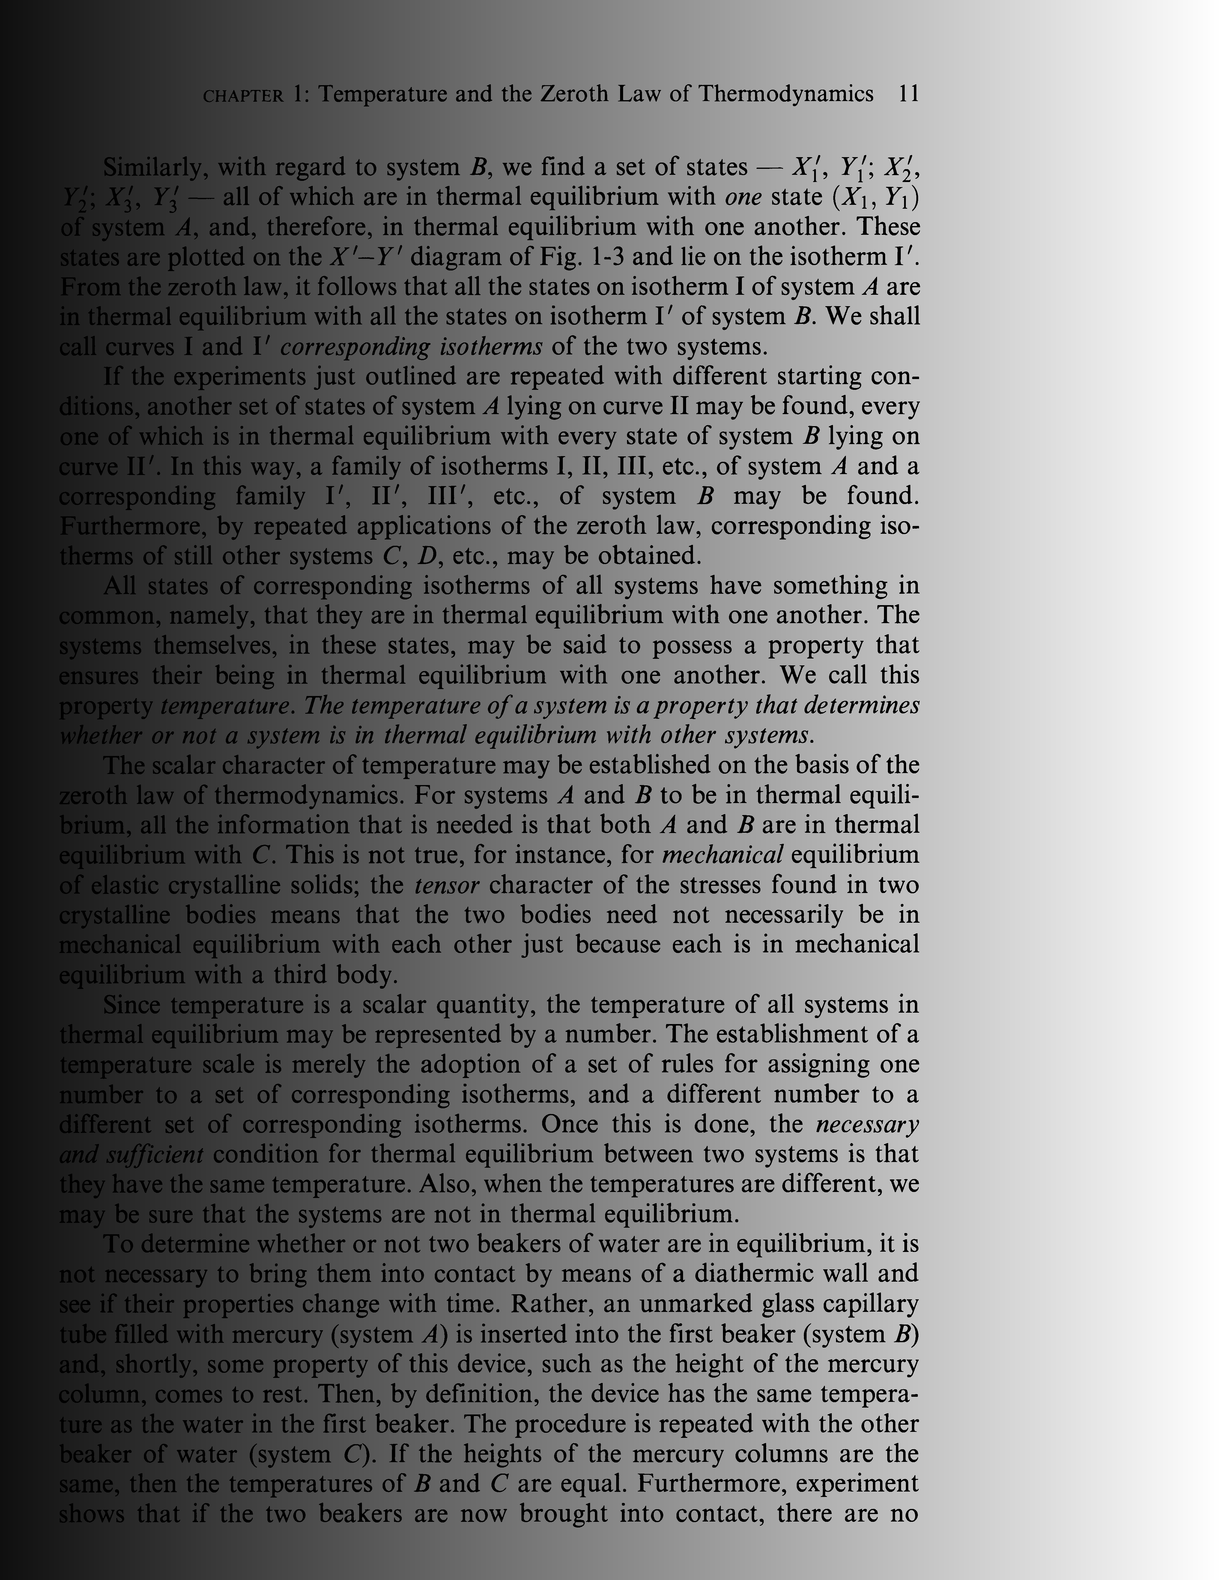 CHAPTER 1: Temperature and the Zeroth Law of Thermodynamics 11
Similarly, with regard to system B, we find a set of states — X₁′, Y₁′; X₂′,
Y₂′; X₃′, Y₃′ — all of which are in thermal equilibrium with one state (X₁, Y₁)
of system A, and, therefore, in thermal equilibrium with one another. These
states are plotted on the X′–Y′ diagram of Fig. 1-3 and lie on the isotherm I′.
From the zeroth law, it follows that all the states on isotherm I of system A are
in thermal equilibrium with all the states on isotherm I′ of system B. We shall
call curves I and I′ corresponding isotherms of the two systems.
If the experiments just outlined are repeated with different starting con-
ditions, another set of states of system A lying on curve II may be found, every
one of which is in thermal equilibrium with every state of system B lying on
curve II′. In this way, a family of isotherms I, II, III, etc., of system A and a
corresponding family I′, II′, III′, etc., of system B may be found.
Furthermore, by repeated applications of the zeroth law, corresponding iso-
therms of still other systems C, D, etc., may be obtained.
All states of corresponding isotherms of all systems have something in
common, namely, that they are in thermal equilibrium with one another. The
systems themselves, in these states, may be said to possess a property that
ensures their being in thermal equilibrium with one another. We call this
property temperature. The temperature of a system is a property that determines
whether or not a system is in thermal equilibrium with other systems.
The scalar character of temperature may be established on the basis of the
zeroth law of thermodynamics. For systems A and B to be in thermal equili-
brium, all the information that is needed is that both A and B are in thermal
equilibrium with C. This is not true, for instance, for mechanical equilibrium
of elastic crystalline solids; the tensor character of the stresses found in two
crystalline bodies means that the two bodies need not necessarily be in
mechanical equilibrium with each other just because each is in mechanical
equilibrium with a third body.
Since temperature is a scalar quantity, the temperature of all systems in
thermal equilibrium may be represented by a number. The establishment of a
temperature scale is merely the adoption of a set of rules for assigning one
number to a set of corresponding isotherms, and a different number to a
different set of corresponding isotherms. Once this is done, the necessary
and sufficient condition for thermal equilibrium between two systems is that
they have the same temperature. Also, when the temperatures are different, we
may be sure that the systems are not in thermal equilibrium.
To determine whether or not two beakers of water are in equilibrium, it is
not necessary to bring them into contact by means of a diathermic wall and
see if their properties change with time. Rather, an unmarked glass capillary
tube filled with mercury (system A) is inserted into the first beaker (system B)
and, shortly, some property of this device, such as the height of the mercury
column, comes to rest. Then, by definition, the device has the same tempera-
ture as the water in the first beaker. The procedure is repeated with the other
beaker of water (system C). If the heights of the mercury columns are the
same, then the temperatures of B and C are equal. Furthermore, experiment
shows that if the two beakers are now brought into contact, there are no